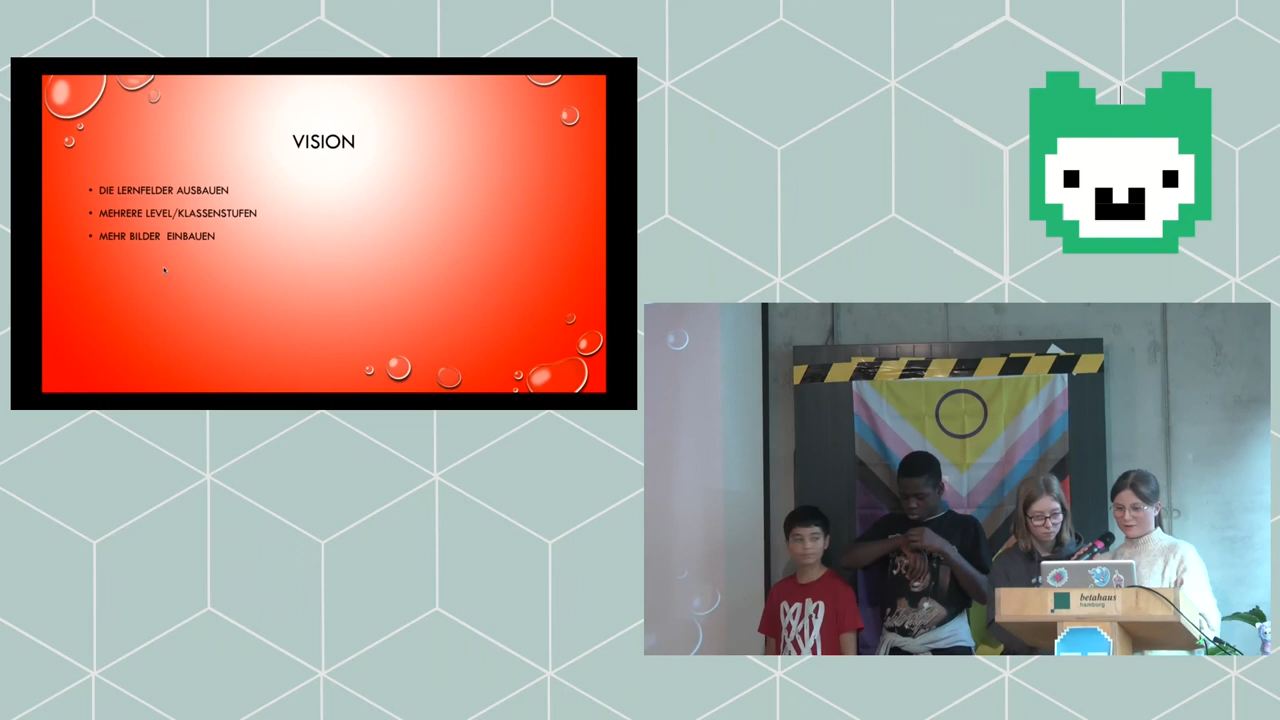 VISION
• DIE LERNFELDER AUSBAUEN
• MEHRERE LEVEL/KLASSENSTUFEN
• MEHR BILDER EINBAUEN
betahaus
hamburg